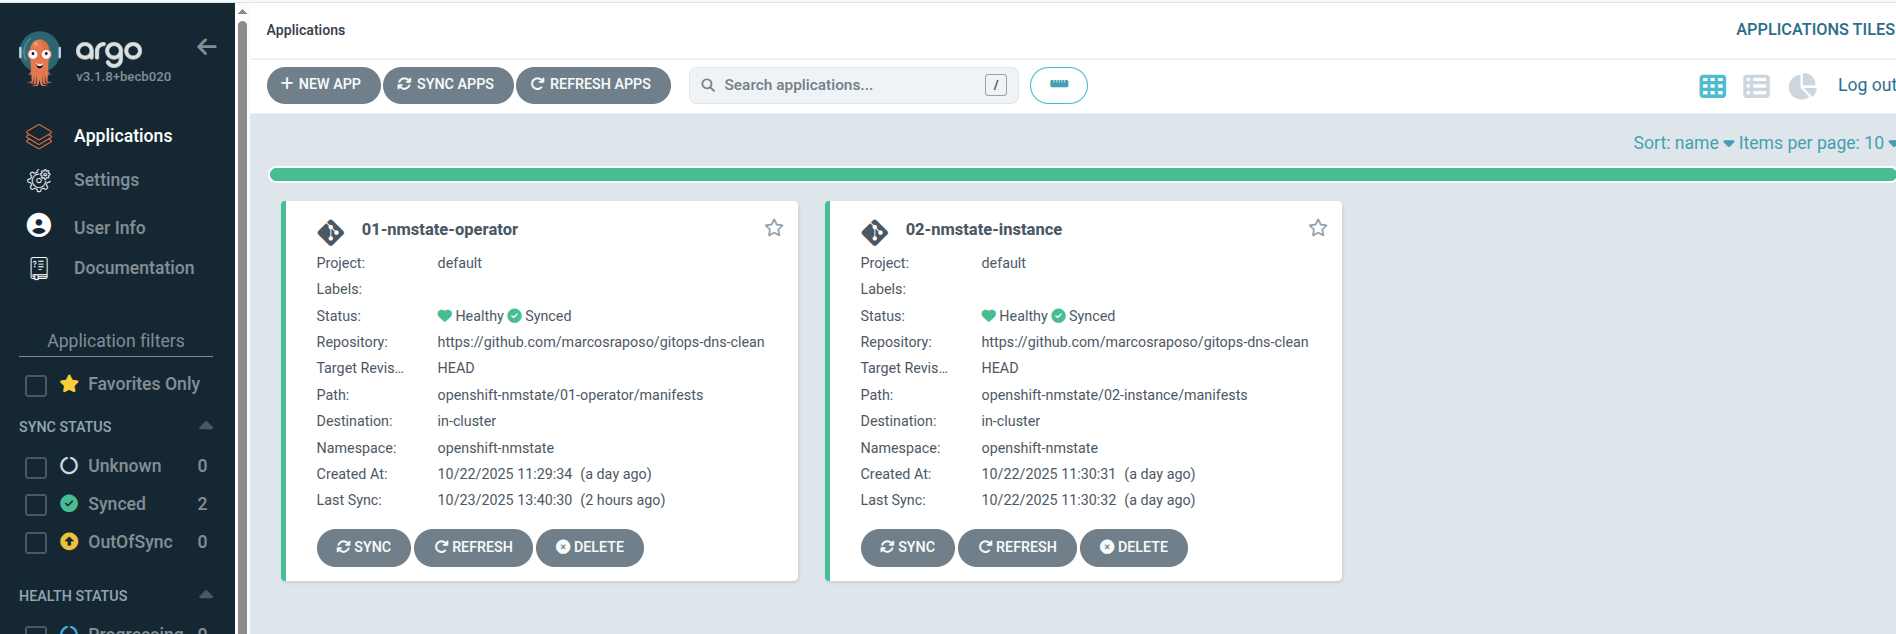 argo
v3.1.8+becb020
Applications
Settings
User Info
Documentation
Application filters
Favorites Only
SYNC STATUS
Unknown 0
Synced 2
OutOfSync 0
HEALTH STATUS
Progressing 0
Applications
APPLICATIONS TILES
+ NEW APP
SYNC APPS
REFRESH APPS
Search applications...
/
Log out
Sort: name
Items per page: 10
01-nmstate-operator
Project: default
Labels:
Status: Healthy Synced
Repository: https://github.com/marcosraposo/gitops-dns-clean
Target Revis... HEAD
Path: openshift-nmstate/01-operator/manifests
Destination: in-cluster
Namespace: openshift-nmstate
Created At: 10/22/2025 11:29:34 (a day ago)
Last Sync: 10/23/2025 13:40:30 (2 hours ago)
SYNC
REFRESH
DELETE
02-nmstate-instance
Project: default
Labels:
Status: Healthy Synced
Repository: https://github.com/marcosraposo/gitops-dns-clean
Target Revis... HEAD
Path: openshift-nmstate/02-instance/manifests
Destination: in-cluster
Namespace: openshift-nmstate
Created At: 10/22/2025 11:30:31 (a day ago)
Last Sync: 10/22/2025 11:30:32 (a day ago)
SYNC
REFRESH
DELETE